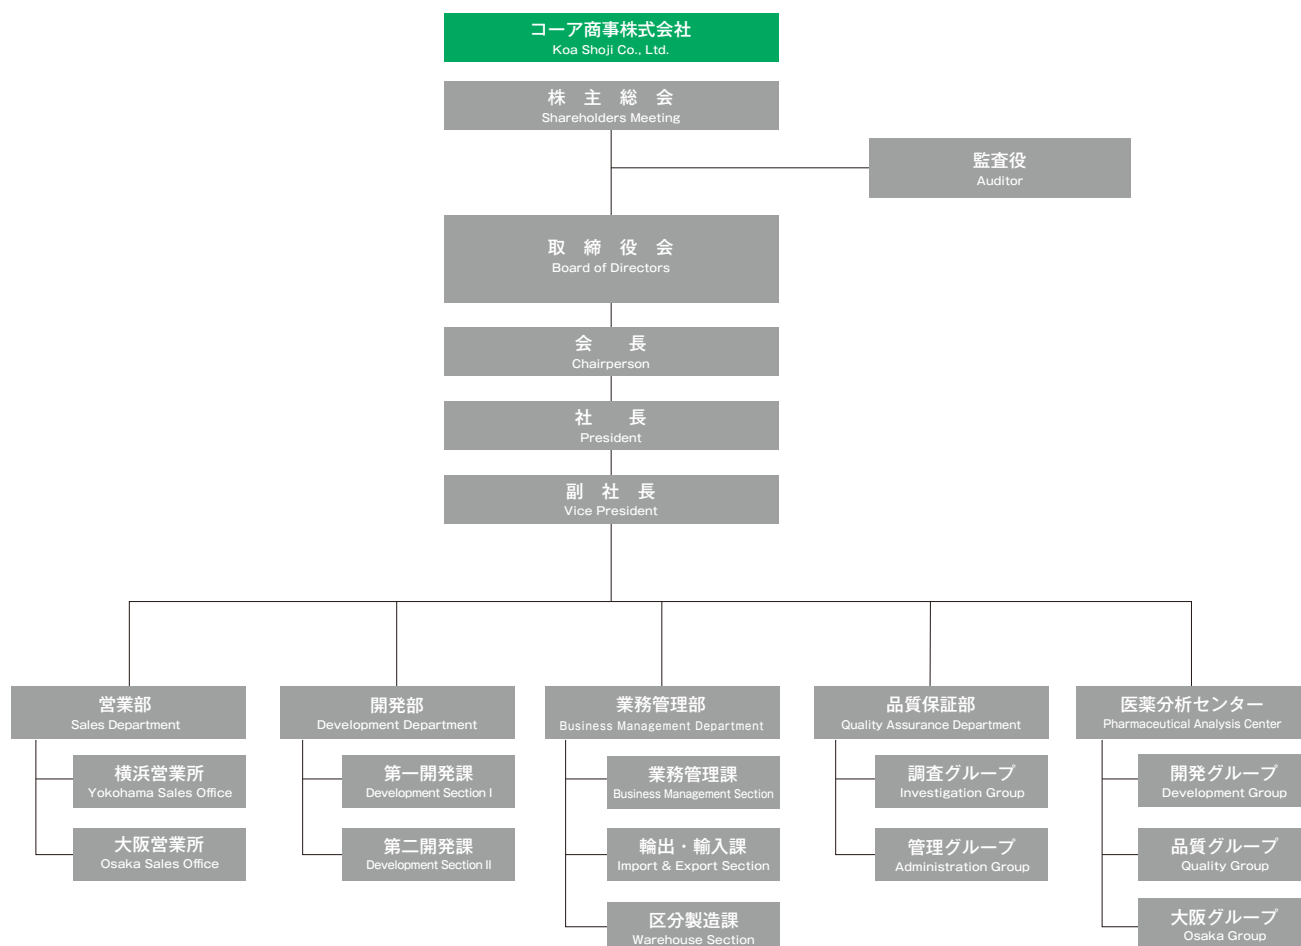 コーア商事株式会社
Koa Shoji Co., Ltd.
株 主 総 会
Shareholders Meeting
監査役
Auditor
取 締 役 会
Board of Directors
会 長
Chairperson
社 長
President
副 社 長
Vice President
営業部
Sales Department
開発部
Development Department
業務管理部
Business Management Department
品質保証部
Quality Assurance Department
医薬分析センター
Pharmaceutical Analysis Center
横浜営業所
Yokohama Sales Office
第一開発課
Development Section I
業務管理課
Business Management Section
調査グループ
Investigation Group
開発グループ
Development Group
大阪営業所
Osaka Sales Office
第二開発課
Development Section II
輸出・輸入課
Import & Export Section
管理グループ
Administration Group
品質グループ
Quality Group
区分製造課
Warehouse Section
大阪グループ
Osaka Group